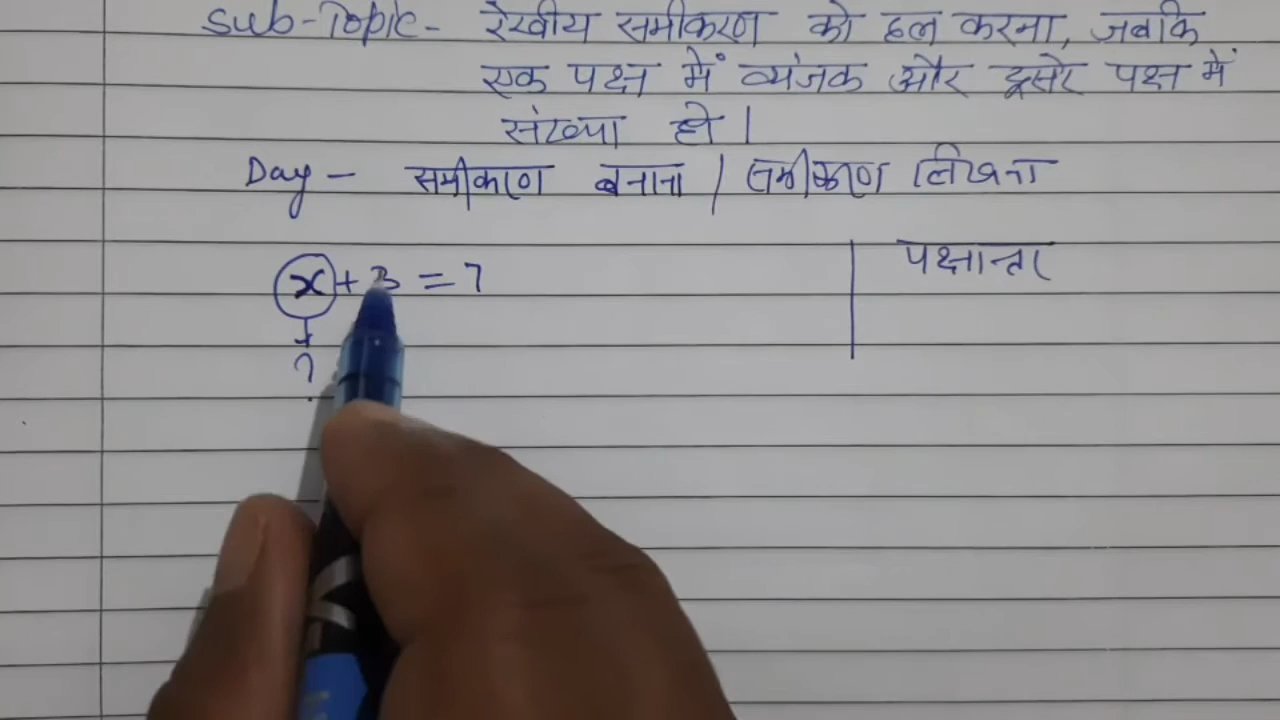 Sub-Topic- रेखीय समीकरण को हल करना, जबकि
एक पक्ष में व्यंजक और दूसरे पक्ष में
संख्या हो।
Day - समीकरण बनाना / समीकरण लिखना
x + 3 = 7
पक्षान्तर
?